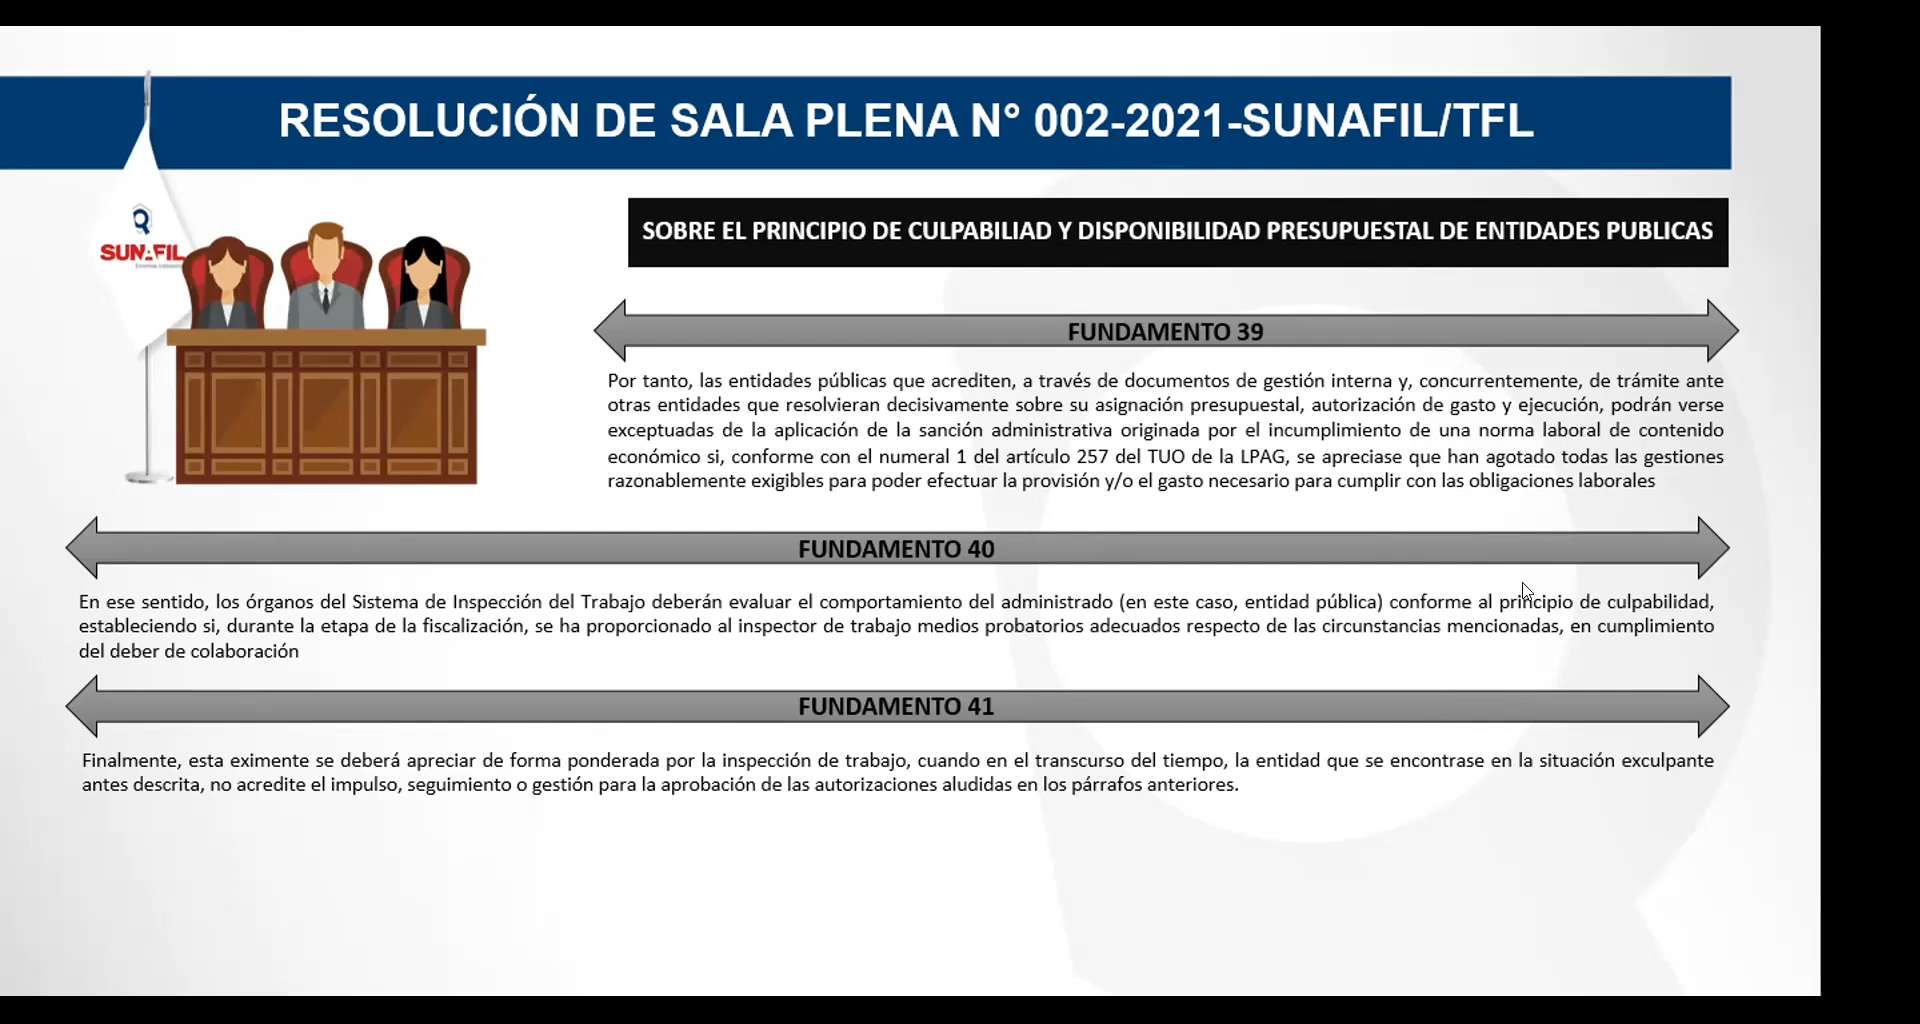 RESOLUCIÓN DE SALA PLENA N° 002-2021-SUNAFIL/TFL
SUNAFIL
SOBRE EL PRINCIPIO DE CULPABILIAD Y DISPONIBILIDAD PRESUPUESTAL DE ENTIDADES PUBLICAS
FUNDAMENTO 39
Por tanto, las entidades públicas que acrediten, a través de documentos de gestión interna y, concurrentemente, de trámite ante
otras entidades que resolvieran decisivamente sobre su asignación presupuestal, autorización de gasto y ejecución, podrán verse
exceptuadas de la aplicación de la sanción administrativa originada por el incumplimiento de una norma laboral de contenido
económico si, conforme con el numeral 1 del artículo 257 del TUO de la LPAG, se apreciase que han agotado todas las gestiones
razonablemente exigibles para poder efectuar la provisión y/o el gasto necesario para cumplir con las obligaciones laborales
FUNDAMENTO 40
En ese sentido, los órganos del Sistema de Inspección del Trabajo deberán evaluar el comportamiento del administrado (en este caso, entidad pública) conforme al principio de culpabilidad,
estableciendo si, durante la etapa de la fiscalización, se ha proporcionado al inspector de trabajo medios probatorios adecuados respecto de las circunstancias mencionadas, en cumplimiento
del deber de colaboración
FUNDAMENTO 41
Finalmente, esta eximente se deberá apreciar de forma ponderada por la inspección de trabajo, cuando en el transcurso del tiempo, la entidad que se encontrase en la situación exculpante
antes descrita, no acredite el impulso, seguimiento o gestión para la aprobación de las autorizaciones aludidas en los párrafos anteriores.